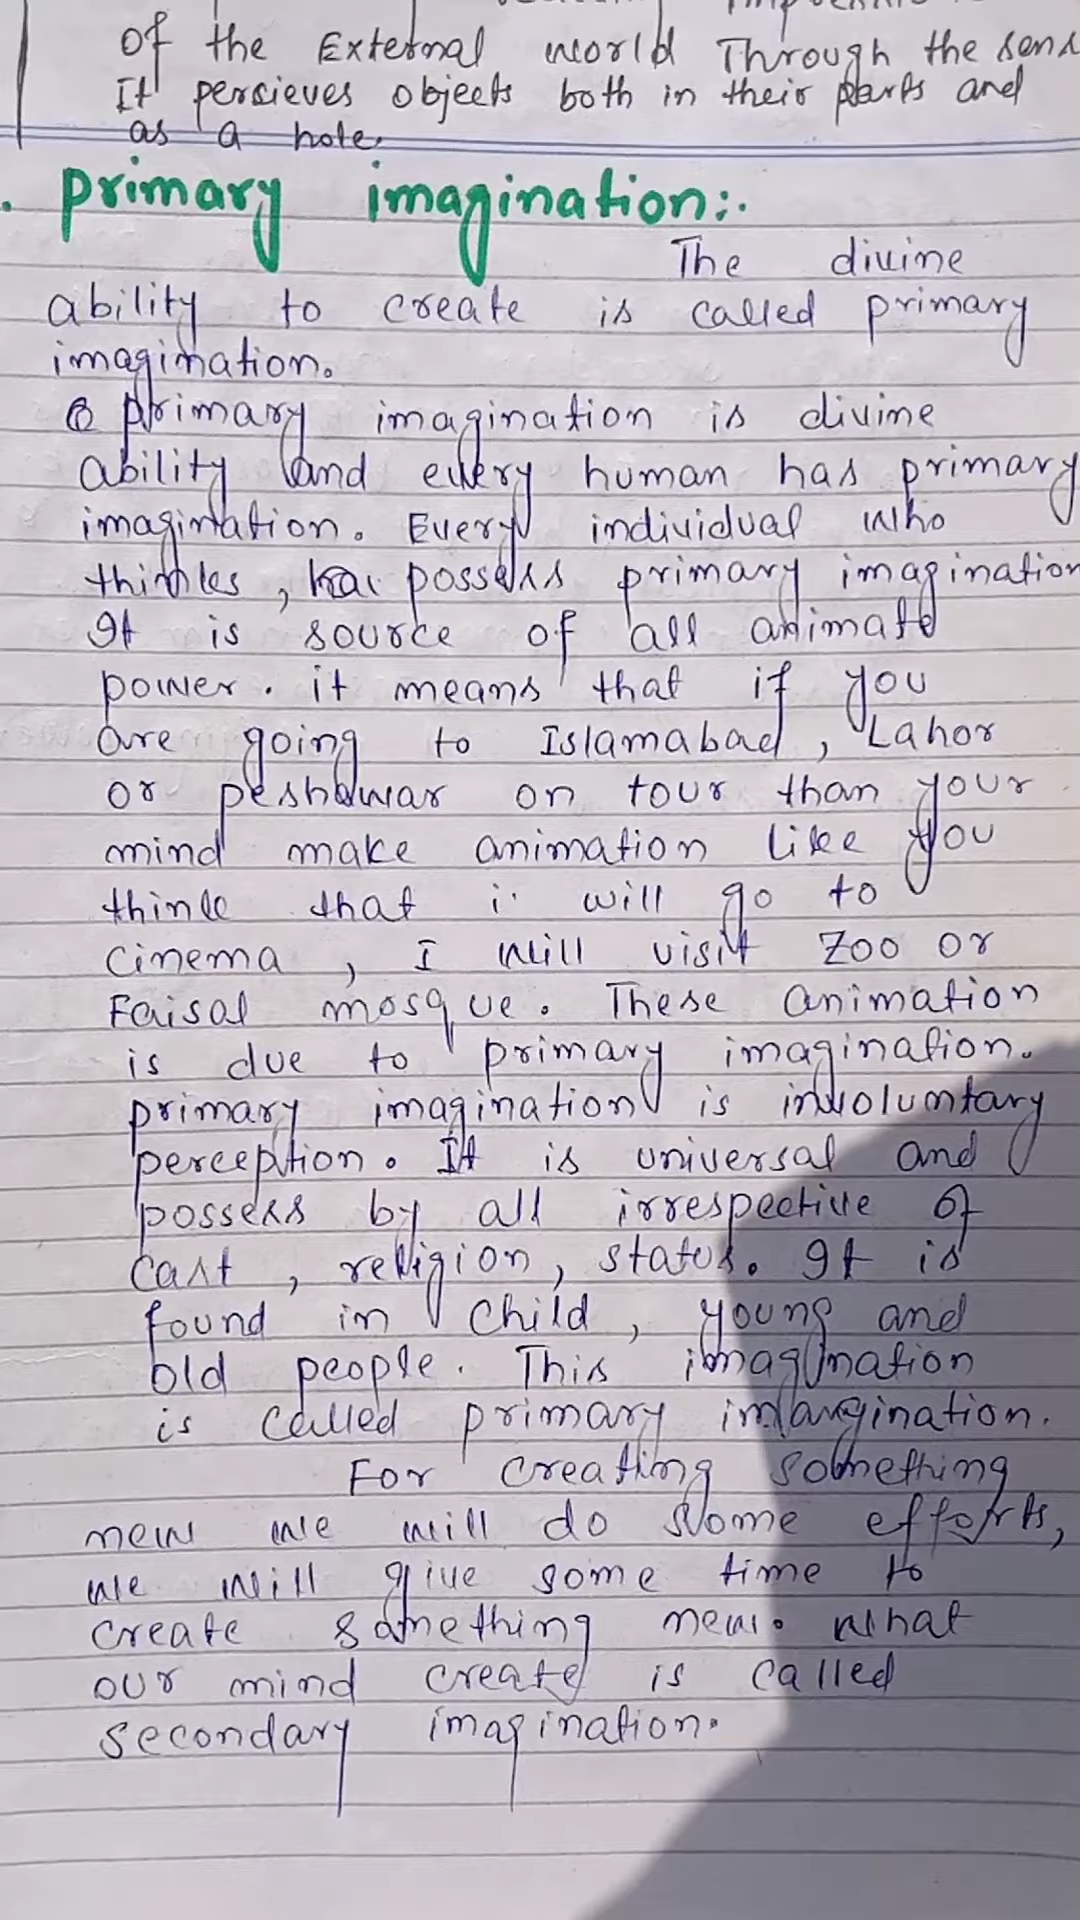 of the External world Through the sens
It percieves objects both in their parts and
as a hole.
primary imagination:.
The divine
ability to create is called primary
imagination.
primary imagination is divine
ability and every human has primary
imagination. Every individual who
thinks, possess primary imagination
It is source of all animate
power. it means that if you
are going to Islamabad, Lahor
or peshawar on tour than your
mind make animation like you
think that i will go to
cinema, I will visit Zoo or
Faisal mosque. These animation
is due to primary imagination.
primary imagination is involuntary
perception. It is universal and
possess by all irrespective of
cast, religion, status. It is
found in child, young and
old people. This imagination
is called primary imagination.
For creating something
new we will do some efforts,
we will give some time to
create something new. what
our mind create is called
secondary imagination.